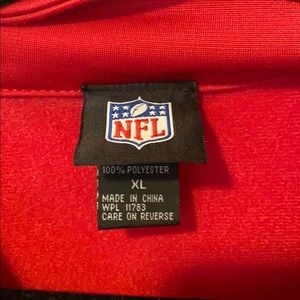 NFL
100% POLYESTER
XL
MADE IN CHINA
WPL 11783
CARE ON REVERSE